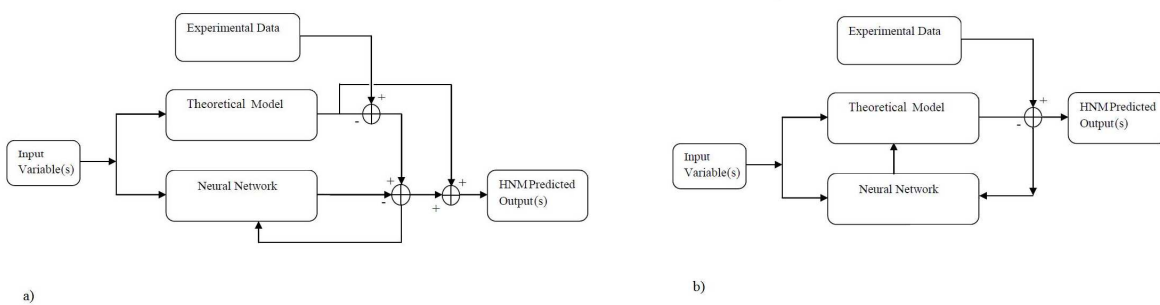 Experimental Data
+
+
Theoretical Model
-
Input
Variable(s)
+
+
Neural Network
-
+
HNM Predicted
Output(s)
a)
Experimental Data
+
Theoretical Model
-
HNM Predicted
Output(s)
Input
Variable(s)
Neural Network
b)